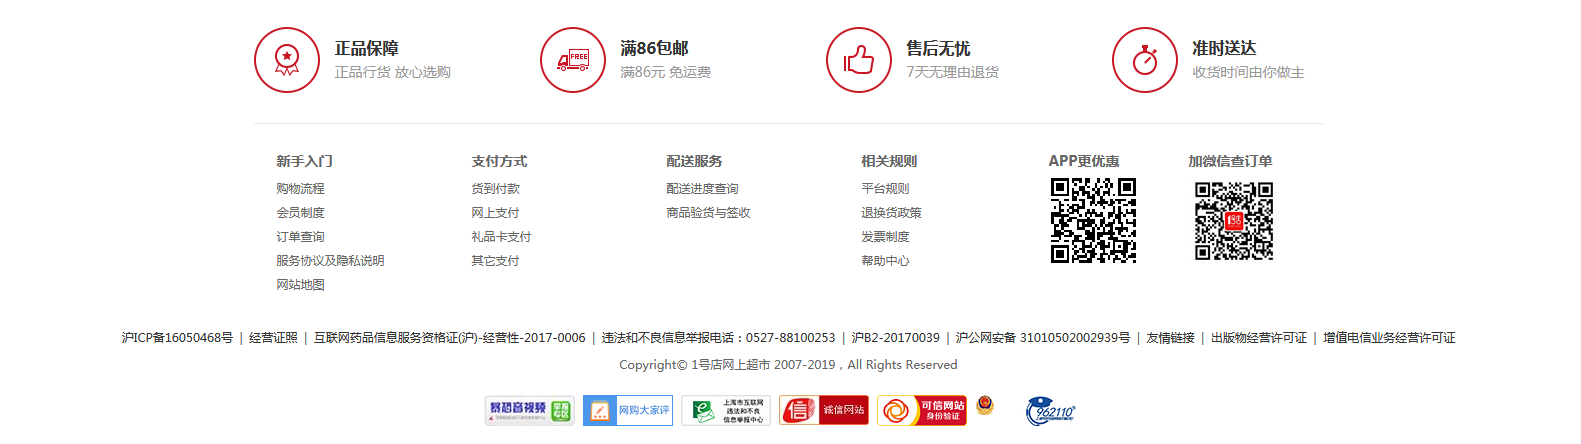 正品保障
正品行货 放心选购
FREE
满86包邮
满86元 免运费
售后无忧
7天无理由退货
准时送达
收货时间由你做主
新手入门
购物流程
会员制度
订单查询
服务协议及隐私说明
网站地图
支付方式
货到付款
网上支付
礼品卡支付
其它支付
配送服务
配送进度查询
商品验货与签收
相关规则
平台规则
退换货政策
发票制度
帮助中心
APP更优惠
加微信查订单
沪ICP备16050468号 | 经营证照 | 互联网药品信息服务资格证(沪)-经营性-2017-0006 | 违法和不良信息举报电话：0527-88100253 | 沪B2-20170039 | 沪公网安备 31010502002939号 | 友情链接 | 出版物经营许可证 | 增值电信业务经营许可证
Copyright© 1号店网上超市 2007-2019，All Rights Reserved
暴恐音视频
举报专区
网购大家评
上海市互联网
违法和不良
信息举报中心
信
诚信网站
可信网站
身份验证
962110